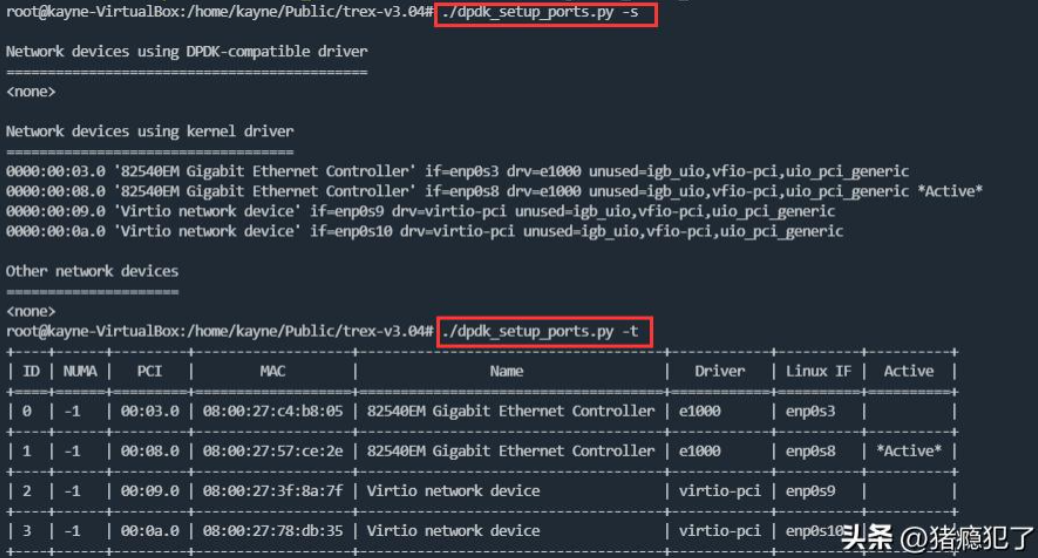 root@kayne-VirtualBox:/home/kayne/Public/trex-v3.04# ./dpdk_setup_ports.py -s
Network devices using DPDK-compatible driver
============================================
<none>
Network devices using kernel driver
===================================
0000:00:03.0 '82540EM Gigabit Ethernet Controller' if=enp0s3 drv=e1000 unused=igb_uio,vfio-pci,uio_pci_generic
0000:00:08.0 '82540EM Gigabit Ethernet Controller' if=enp0s8 drv=e1000 unused=igb_uio,vfio-pci,uio_pci_generic *Active*
0000:00:09.0 'Virtio network device' if=enp0s9 drv=virtio-pci unused=igb_uio,vfio-pci,uio_pci_generic
0000:00:0a.0 'Virtio network device' if=enp0s10 drv=virtio-pci unused=igb_uio,vfio-pci,uio_pci_generic
Other network devices
=====================
<none>
root@kayne-VirtualBox:/home/kayne/Public/trex-v3.04# ./dpdk_setup_ports.py -t
+----+------+---------+-------------------+-------------------------------------+------------+----------+----------+
| ID | NUMA |   PCI   |        MAC        |                Name                 |   Driver   | Linux IF |  Active  |
+====+======+=========+===================+=====================================+============+==========+==========+
| 0  | -1   | 00:03.0 | 08:00:27:c4:b8:05 | 82540EM Gigabit Ethernet Controller | e1000      | enp0s3   |          |
+----+------+---------+-------------------+-------------------------------------+------------+----------+----------+
| 1  | -1   | 00:08.0 | 08:00:27:57:ce:2e | 82540EM Gigabit Ethernet Controller | e1000      | enp0s8   | *Active* |
+----+------+---------+-------------------+-------------------------------------+------------+----------+----------+
| 2  | -1   | 00:09.0 | 08:00:27:3f:8a:7f | Virtio network device               | virtio-pci | enp0s9   |          |
+----+------+---------+-------------------+-------------------------------------+------------+----------+----------+
| 3  | -1   | 00:0a.0 | 08:00:27:78:db:35 | Virtio network device               | virtio-pci | enp0s10
头条 @猪瘾犯了